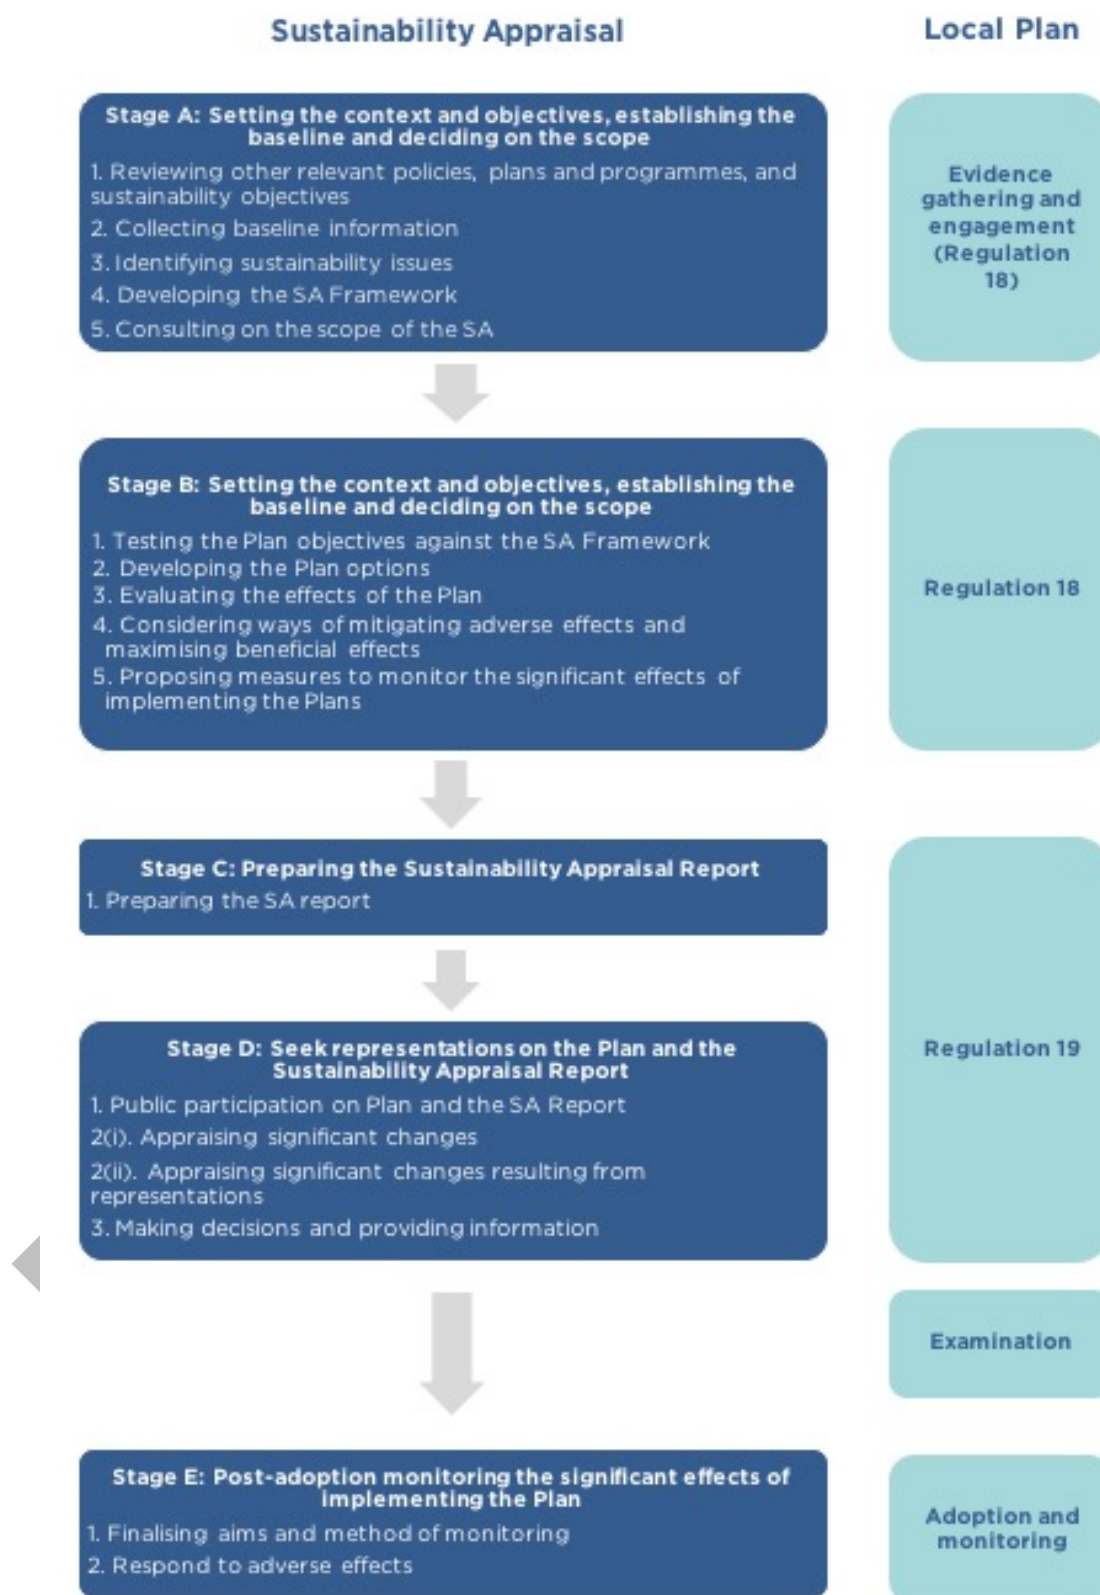 Sustainability Appraisal
Local Plan
Stage A: Setting the context and objectives, establishing the
baseline and deciding on the scope
1. Reviewing other relevant policies, plans and programmes, and
sustainability objectives
2. Collecting baseline information
3. Identifying sustainability issues
4. Developing the SA Framework
5. Consulting on the scope of the SA
Evidence
gathering and
engagement
(Regulation
18)
Stage B: Setting the context and objectives, establishing the
baseline and deciding on the scope
1. Testing the Plan objectives against the SA Framework
2. Developing the Plan options
3. Evaluating the effects of the Plan
4. Considering ways of mitigating adverse effects and
maximising beneficial effects
5. Proposing measures to monitor the significant effects of
implementing the Plans
Regulation 18
Stage C: Preparing the Sustainability Appraisal Report
1. Preparing the SA report
Stage D: Seek representations on the Plan and the
Sustainability Appraisal Report
1. Public participation on Plan and the SA Report
2(i). Appraising significant changes
2(ii). Appraising significant changes resulting from
representations
3. Making decisions and providing information
Regulation 19
Examination
Stage E: Post-adoption monitoring the significant effects of
implementing the Plan
1. Finalising aims and method of monitoring
2. Respond to adverse effects
Adoption and
monitoring